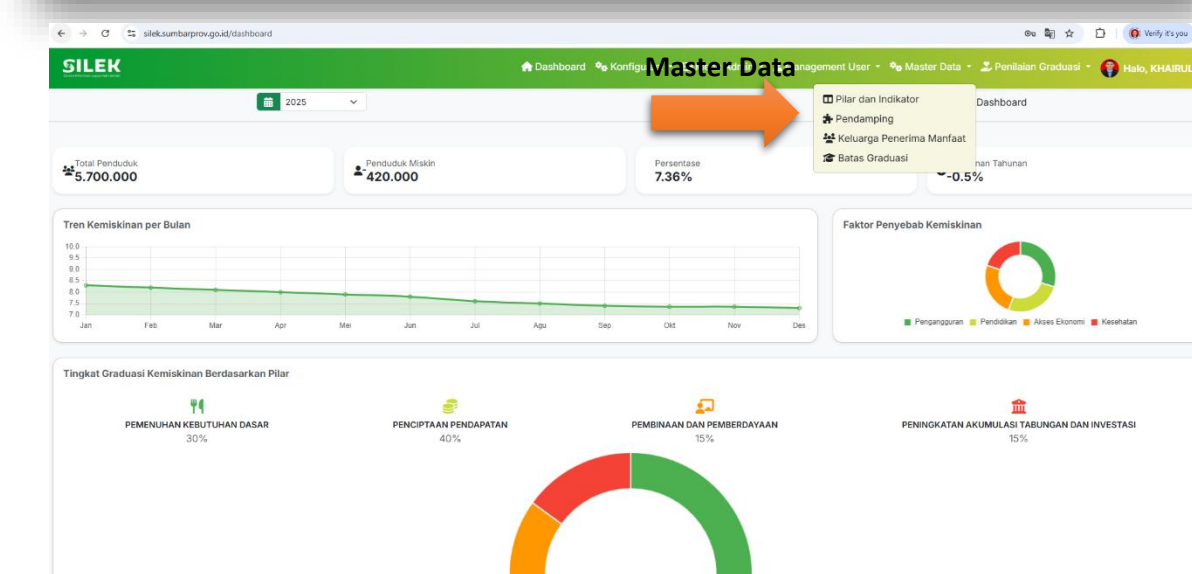 silek.sumbarprov.go.id/dashboard
Verify it's you
SILEK
Dashboard
Master Data
Management User
Master Data
Penilaian Graduasi
Halo, KHAIRUL
2025
Dashboard
Pilar dan Indikator
Pendamping
Keluarga Penerima Manfaat
Batas Graduasi
Total Penduduk
5.700.000
Penduduk Miskin
420.000
Persentase
7.36%
Tahunan
-0.5%
Tren Kemiskinan per Bulan
10.0
9.5
9.0
8.5
8.0
7.5
7.0
Jan Feb Mar Apr Mei Jun Jul Agu Sep Okt Nov Des
Faktor Penyebab Kemiskinan
Pengangguran Pendidikan Akses Ekonomi Kesehatan
Tingkat Graduasi Kemiskinan Berdasarkan Pilar
PEMENUHAN KEBUTUHAN DASAR
30%
PENCIPTAAN PENDAPATAN
40%
PEMBINAAN DAN PEMBERDAYAAN
15%
PENINGKATAN AKUMULASI TABUNGAN DAN INVESTASI
15%